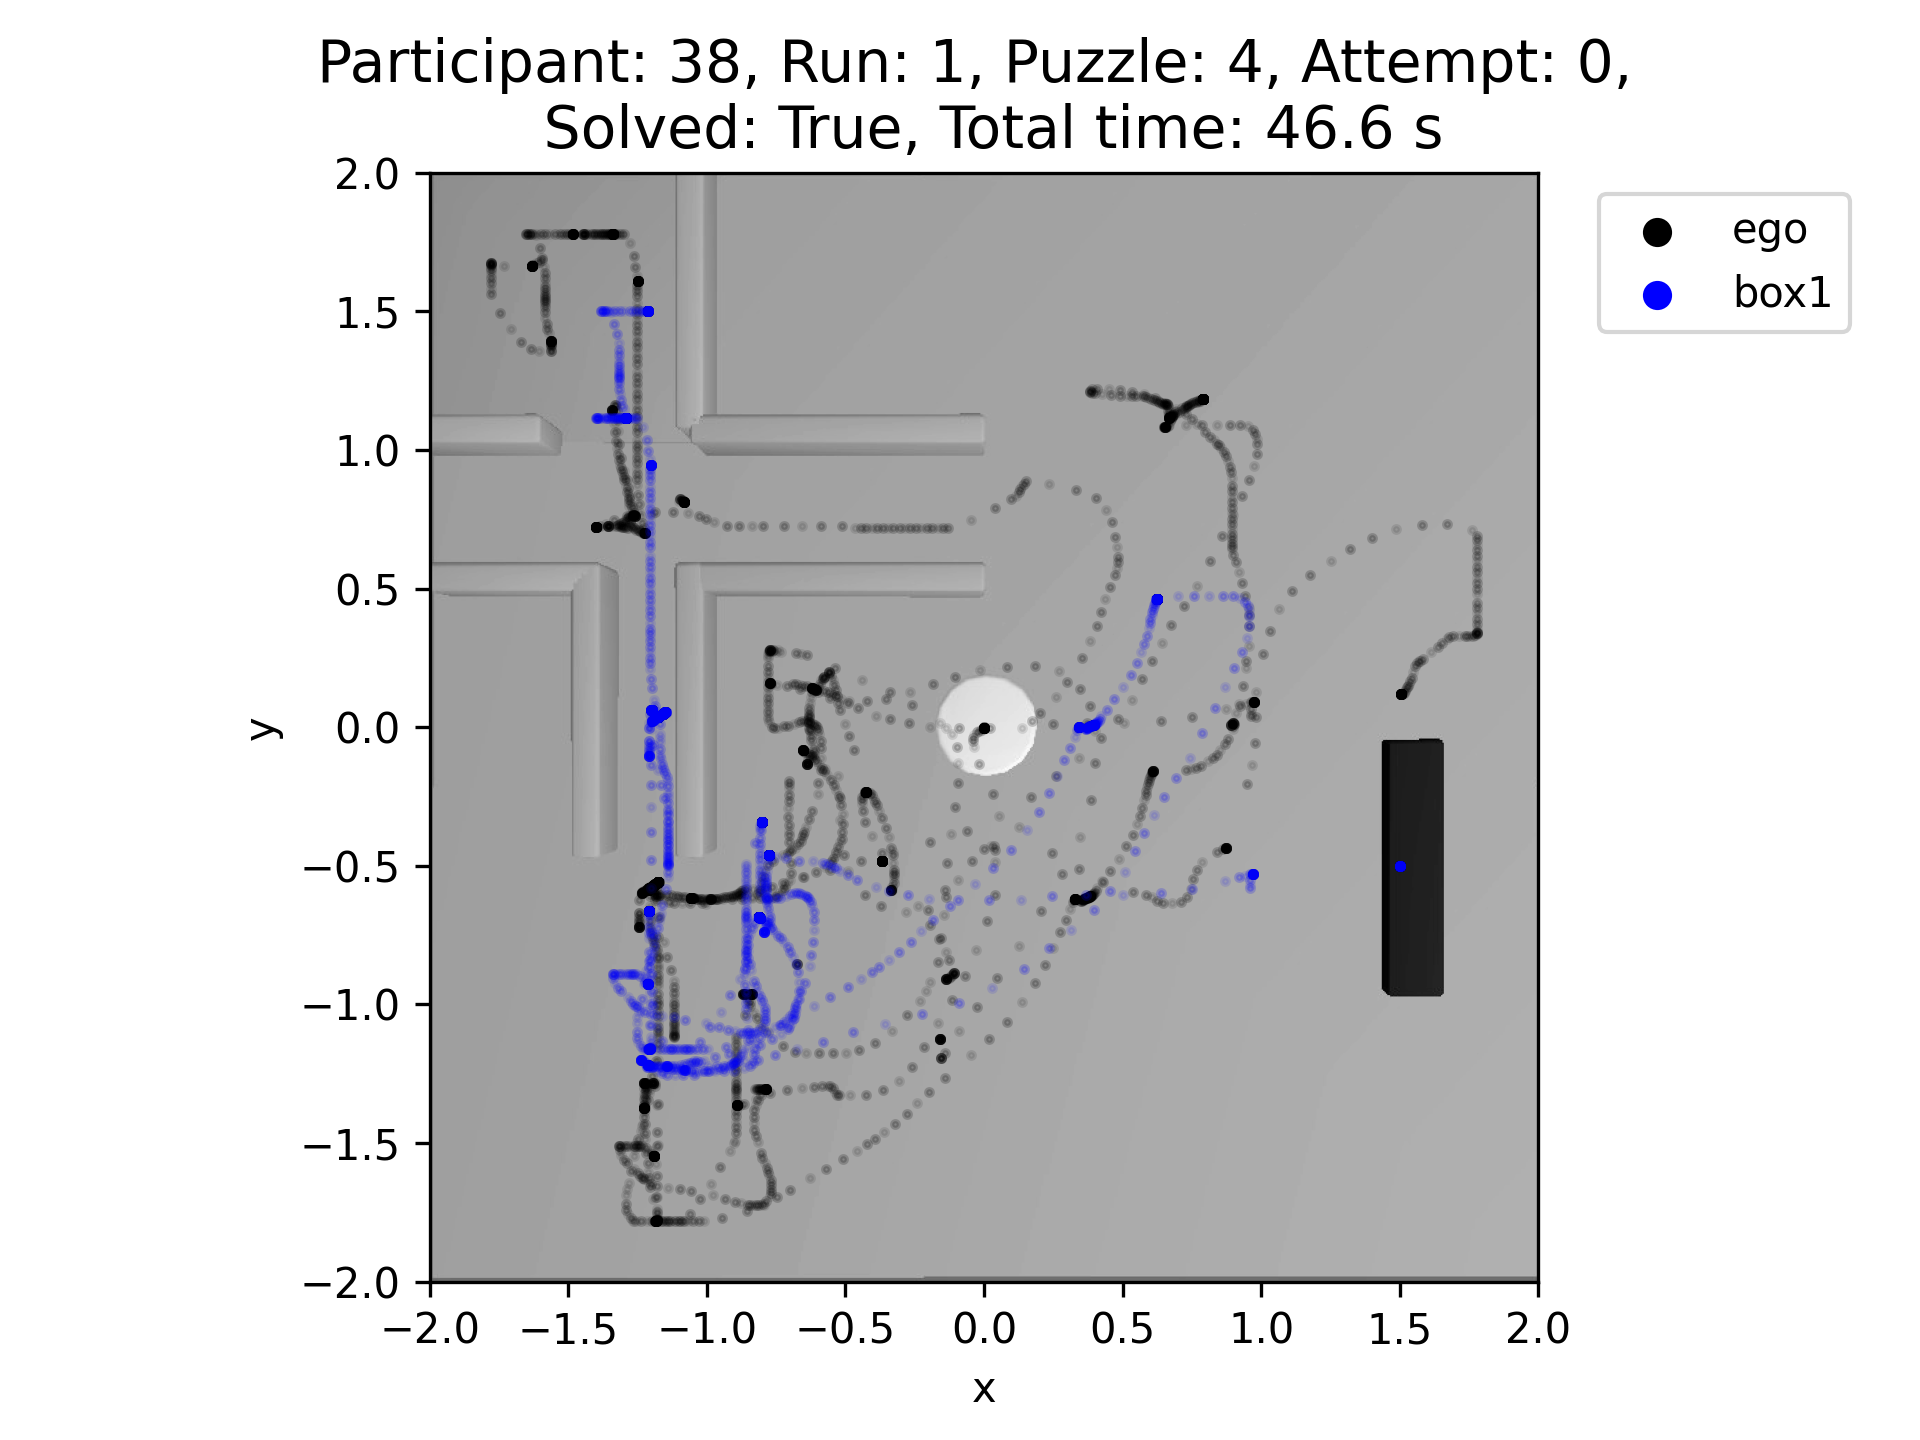 Participant: 38, Run: 1, Puzzle: 4, Attempt: 0,
Solved: True, Total time: 46.6 s
ego
box1
2.0
1.5
1.0
0.5
0.0
−0.5
−1.0
−1.5
−2.0
y
−2.0 −1.5 −1.0 −0.5 0.0 0.5 1.0 1.5 2.0
x